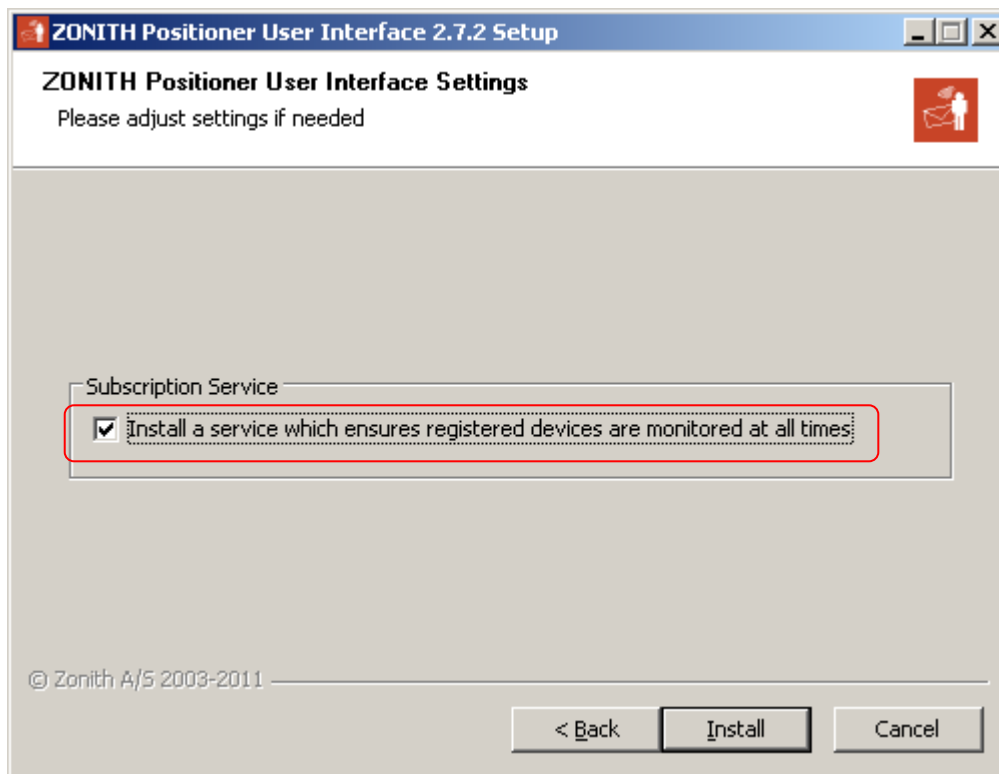 ZONITH Positioner User Interface 2.7.2 Setup
ZONITH Positioner User Interface Settings
Please adjust settings if needed
Subscription Service
Install a service which ensures registered devices are monitored at all times
© Zonith A/S 2003-2011
< Back Install Cancel